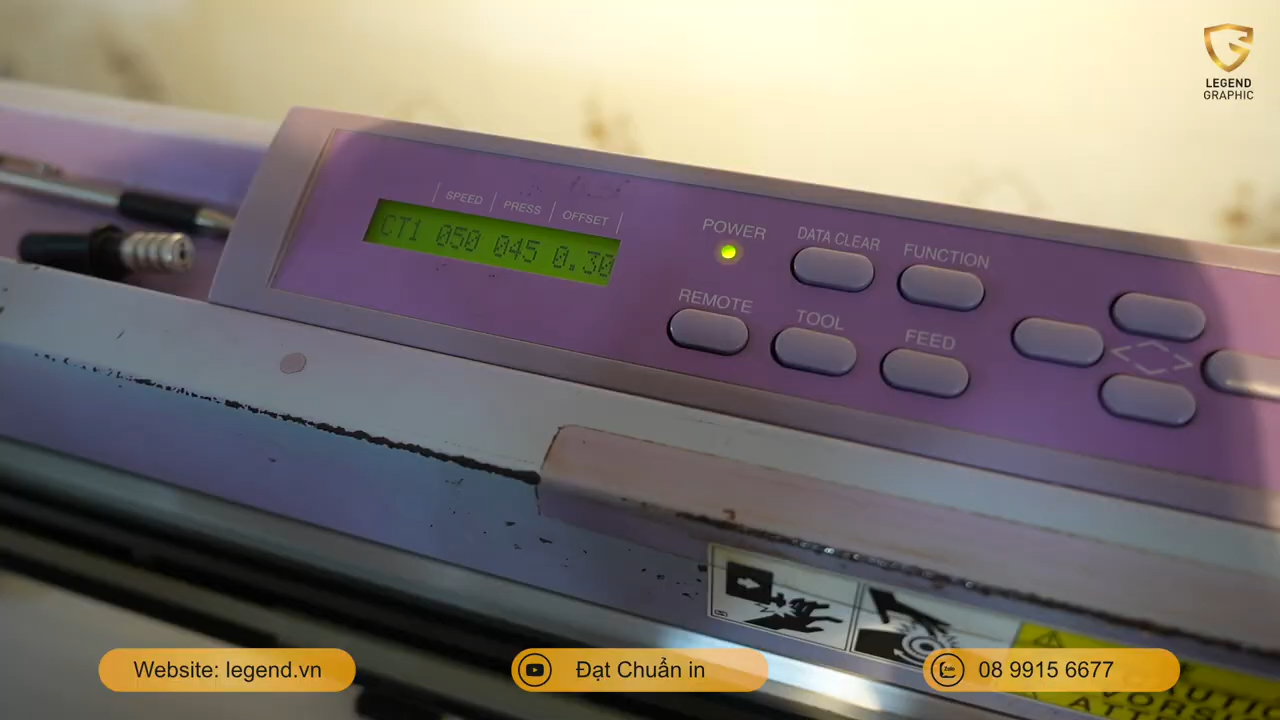 LEGEND
GRAPHIC
SPEED PRESS OFFSET
CT1 050 045 0.30
POWER
DATA CLEAR
FUNCTION
REMOTE
TOOL
FEED
Website: legend.vn
Đạt Chuẩn in
Zalo
08 9915 6677